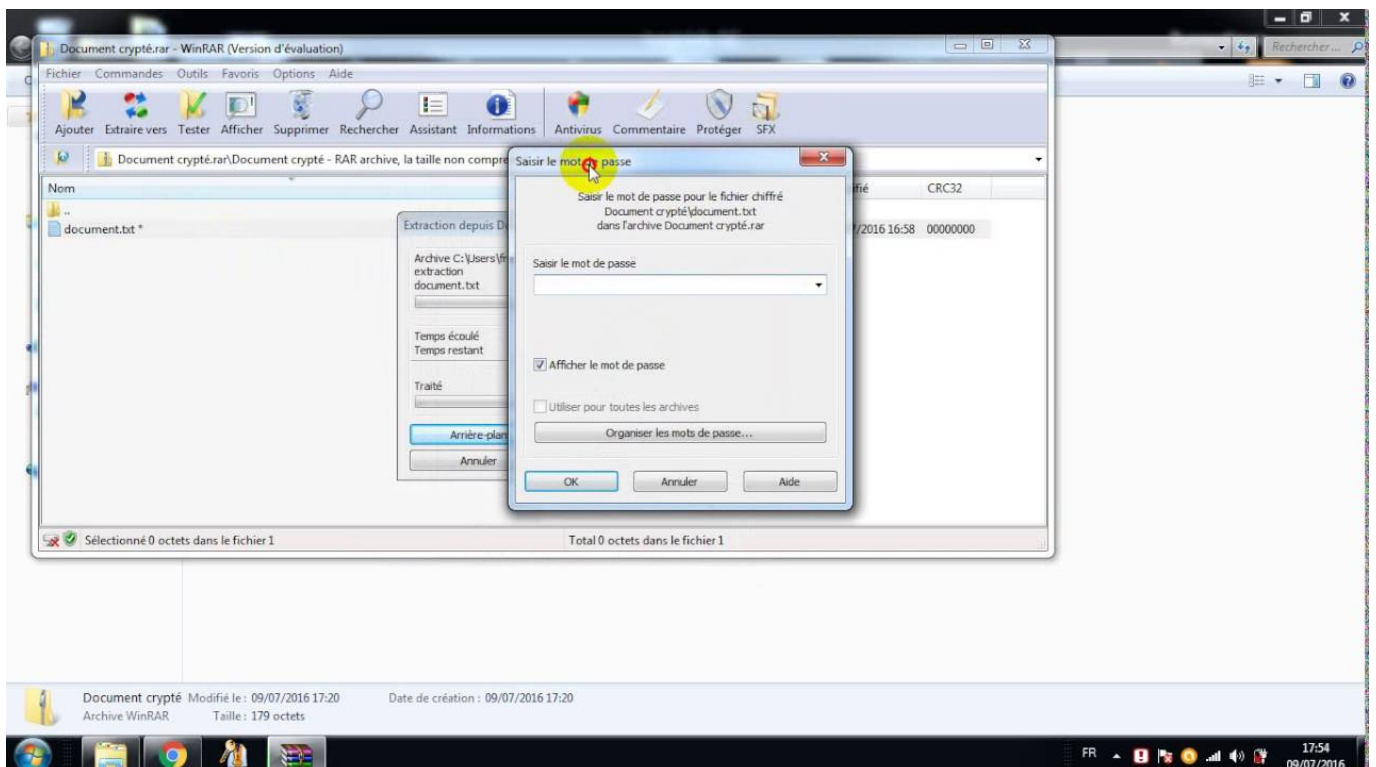 Document crypté.rar - WinRAR (Version d'évaluation)
Rechercher ...
Fichier Commandes Outils Favoris Options Aide
Ajouter Extraire vers Tester Afficher Supprimer Rechercher Assistant Informations Antivirus Commentaire Protéger SFX
Document crypté.rar\Document crypté - RAR archive, la taille non compre
Nom
CRC32
..
document.txt *
/2016 16:58 00000000
Extraction depuis
Archive C:\Users\
extraction
document.txt
Temps écoulé
Temps restant
Traité
Arrière-plan
Annuler
Saisir le mot de passe
Saisir le mot de passe pour le fichier chiffré
Document crypté\document.txt
dans l'archive Document crypté.rar
Saisir le mot de passe
Afficher le mot de passe
Utiliser pour toutes les archives
Organiser les mots de passe...
OK Annuler Aide
Sélectionné 0 octets dans le fichier 1 Total 0 octets dans le fichier 1
Document crypté Modifié le : 09/07/2016 17:20 Date de création : 09/07/2016 17:20
Archive WinRAR Taille : 179 octets
FR 17:54
09/07/2016